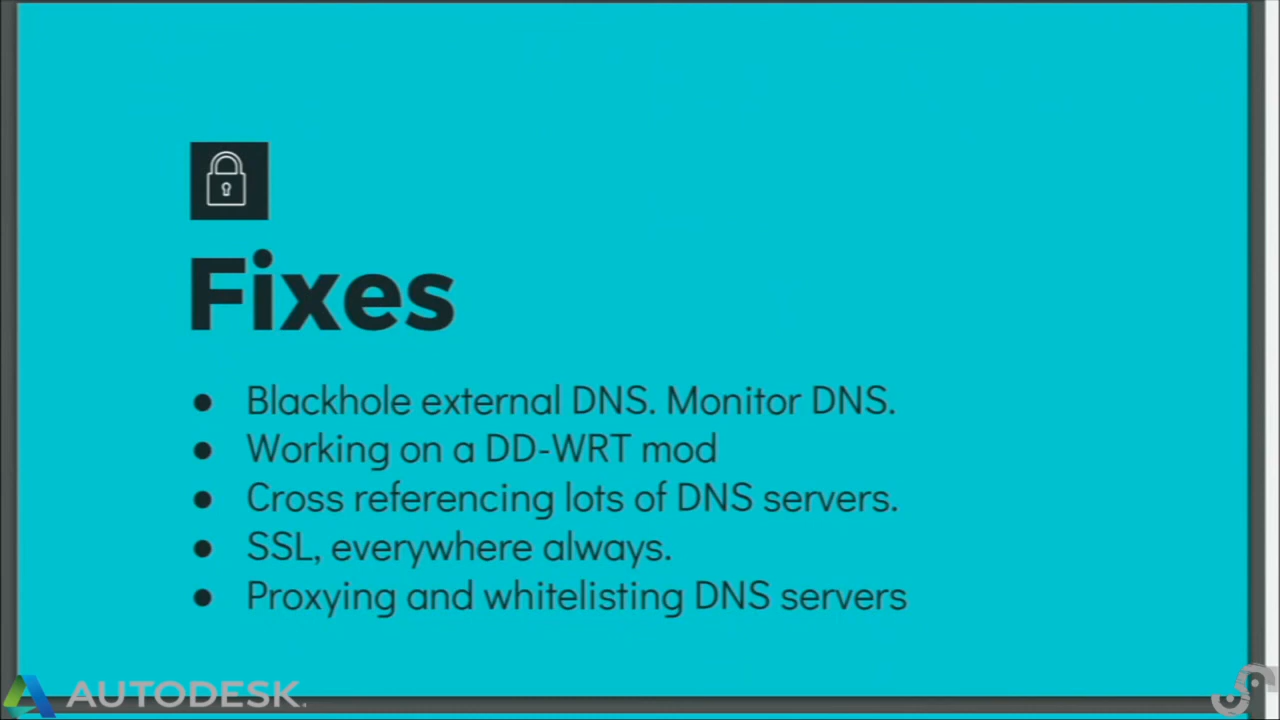 Fixes
● Blackhole external DNS. Monitor DNS.
● Working on a DD-WRT mod
● Cross referencing lots of DNS servers.
● SSL, everywhere always.
● Proxying and whitelisting DNS servers
AUTODESK.